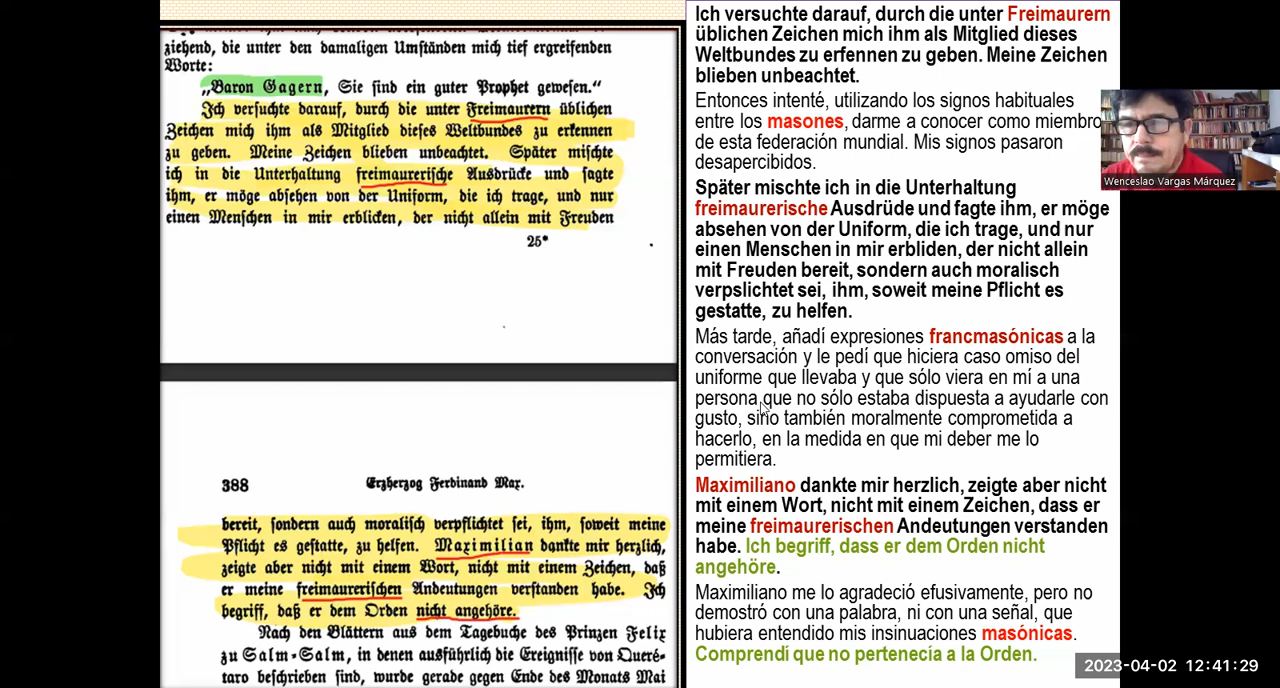 ziehend, die unter den damaligen Umständen mich tief ergreifenden
Worte:
„Baron Gagern, Sie sind ein guter Prophet gewesen.“
Ich versuchte darauf, durch die unter Freimaurern üblichen
Zeichen mich ihm als Mitglied dieses Weltbundes zu erkennen
zu geben. Meine Zeichen blieben unbeachtet. Später mischte
ich in die Unterhaltung freimaurerische Ausdrücke und sagte
ihm, er möge absehen von der Uniform, die ich trage, und nur
einen Menschen in mir erblicken, der nicht allein mit Freuden
25*
388 Erzherzog Ferdinand Max.
bereit, sondern auch moralisch verpflichtet sei, ihm, soweit meine
Pflicht es gestatte, zu helfen. Maximilian dankte mir herzlich,
zeigte aber nicht mit einem Wort, nicht mit einem Zeichen, daß
er meine freimaurerischen Andeutungen verstanden habe. Ich
begriff, daß er dem Orden nicht angehöre.
Nach den Blättern aus dem Tagebuche des Prinzen Felix
zu Salm-Salm, in denen ausführlich die Ereignisse von Queré-
taro beschrieben sind, wurde gerade gegen Ende des Monats Mai
Ich versuchte darauf, durch die unter Freimaurern
üblichen Zeichen mich ihm als Mitglied dieses
Weltbundes zu erfennen zu geben. Meine Zeichen
blieben unbeachtet.
Entonces intenté, utilizando los signos habituales
entre los masones, darme a conocer como miembro
de esta federación mundial. Mis signos pasaron
desapercibidos.
Später mischte ich in die Unterhaltung
freimaurerische Ausdrüde und fagte ihm, er möge
absehen von der Uniform, die ich trage, und nur
einen Menschen in mir erbliden, der nicht allein
mit Freuden bereit, sondern auch moralisch
verpslichtet sei, ihm, soweit meine Pflicht es
gestatte, zu helfen.
Más tarde, añadí expresiones francmasónicas a la
conversación y le pedí que hiciera caso omiso del
uniforme que llevaba y que sólo viera en mí a una
persona que no sólo estaba dispuesta a ayudarle con
gusto, sino también moralmente comprometida a
hacerlo, en la medida en que mi deber me lo
permitiera.
Maximiliano dankte mir herzlich, zeigte aber nicht
mit einem Wort, nicht mit einem Zeichen, dass er
meine freimaurerischen Andeutungen verstanden
habe. Ich begriff, dass er dem Orden nicht
angehöre.
Maximiliano me lo agradeció efusivamente, pero no
demostró con una palabra, ni con una señal, que
hubiera entendido mis insinuaciones masónicas.
Comprendí que no pertenecía a la Orden.
Wenceslao Vargas Márquez
2023-04-02 12:41:29